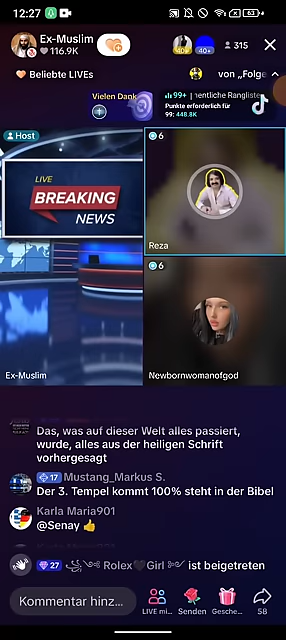 12:27
63
Ex-Muslim
116.9K
40+
315
Beliebte LIVEs
von „Folge
Vielen Dank
99+
Punkte erforderlich für
99: 448.8K
Host
LIVE
BREAKING
NEWS
Ex-Muslim
6
Reza
6
Newbornwomanofgod
Das, was auf dieser Welt alles passiert,
wurde, alles aus der heiligen Schrift
vorhergesagt
17 Mustang_Markus S.
Der 3. Tempel kommt 100% steht in der Bibel
Karla Maria901
@Senay 👍
27 Rolex🖤Girl ist beigetreten
Kommentar hinz...
LIVE mi...
Senden
Gesche...
58